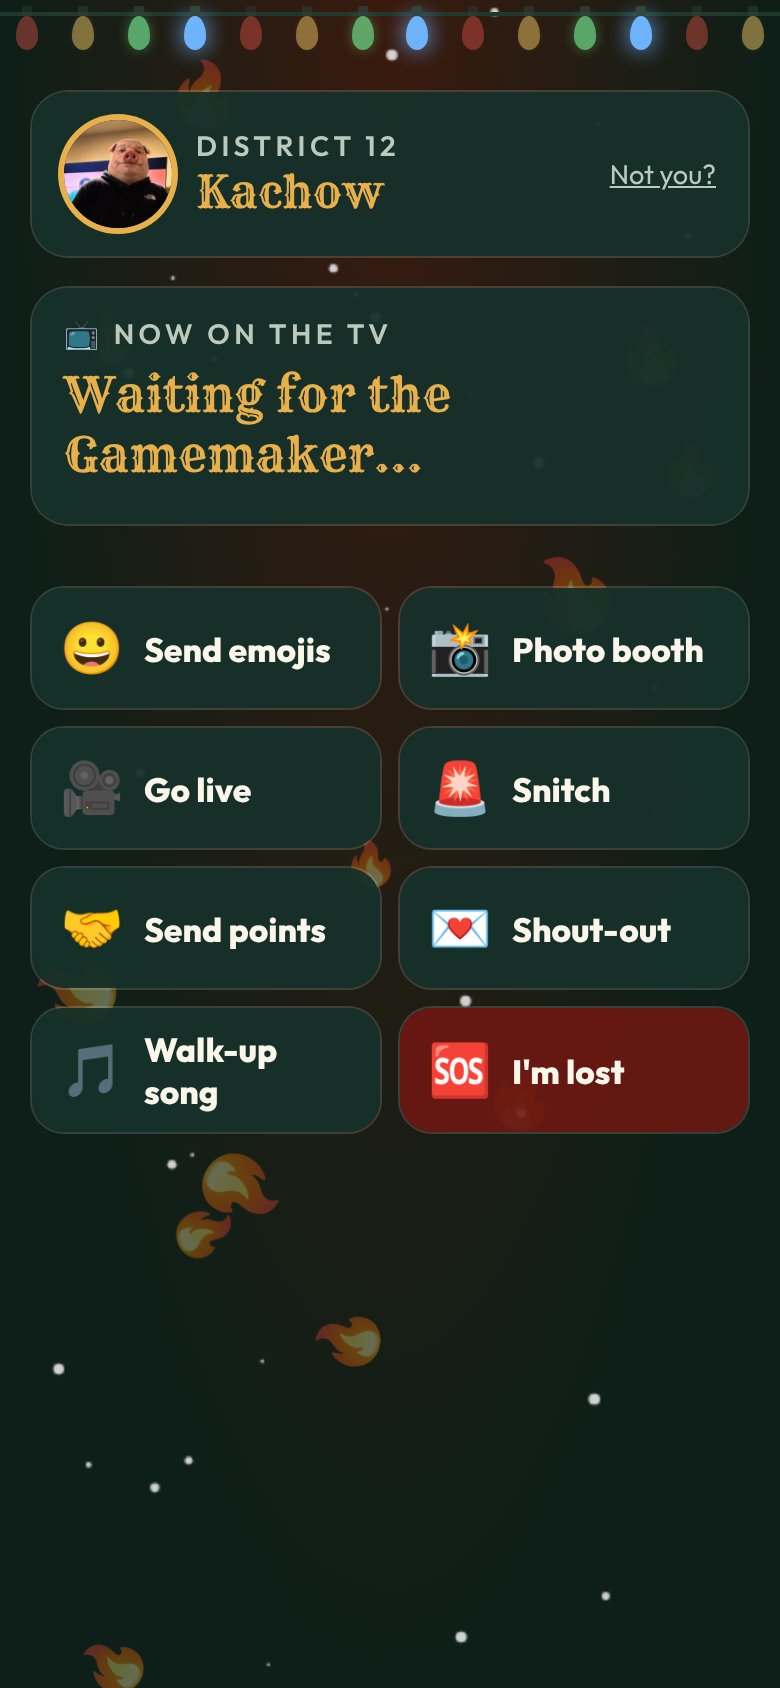 DISTRICT 12
Kachow
Not you?
NOW ON THE TV
Waiting for the
Gamemaker...
Send emojis
Photo booth
Go live
Snitch
Send points
Shout-out
Walk-up
song
SOS
I'm lost